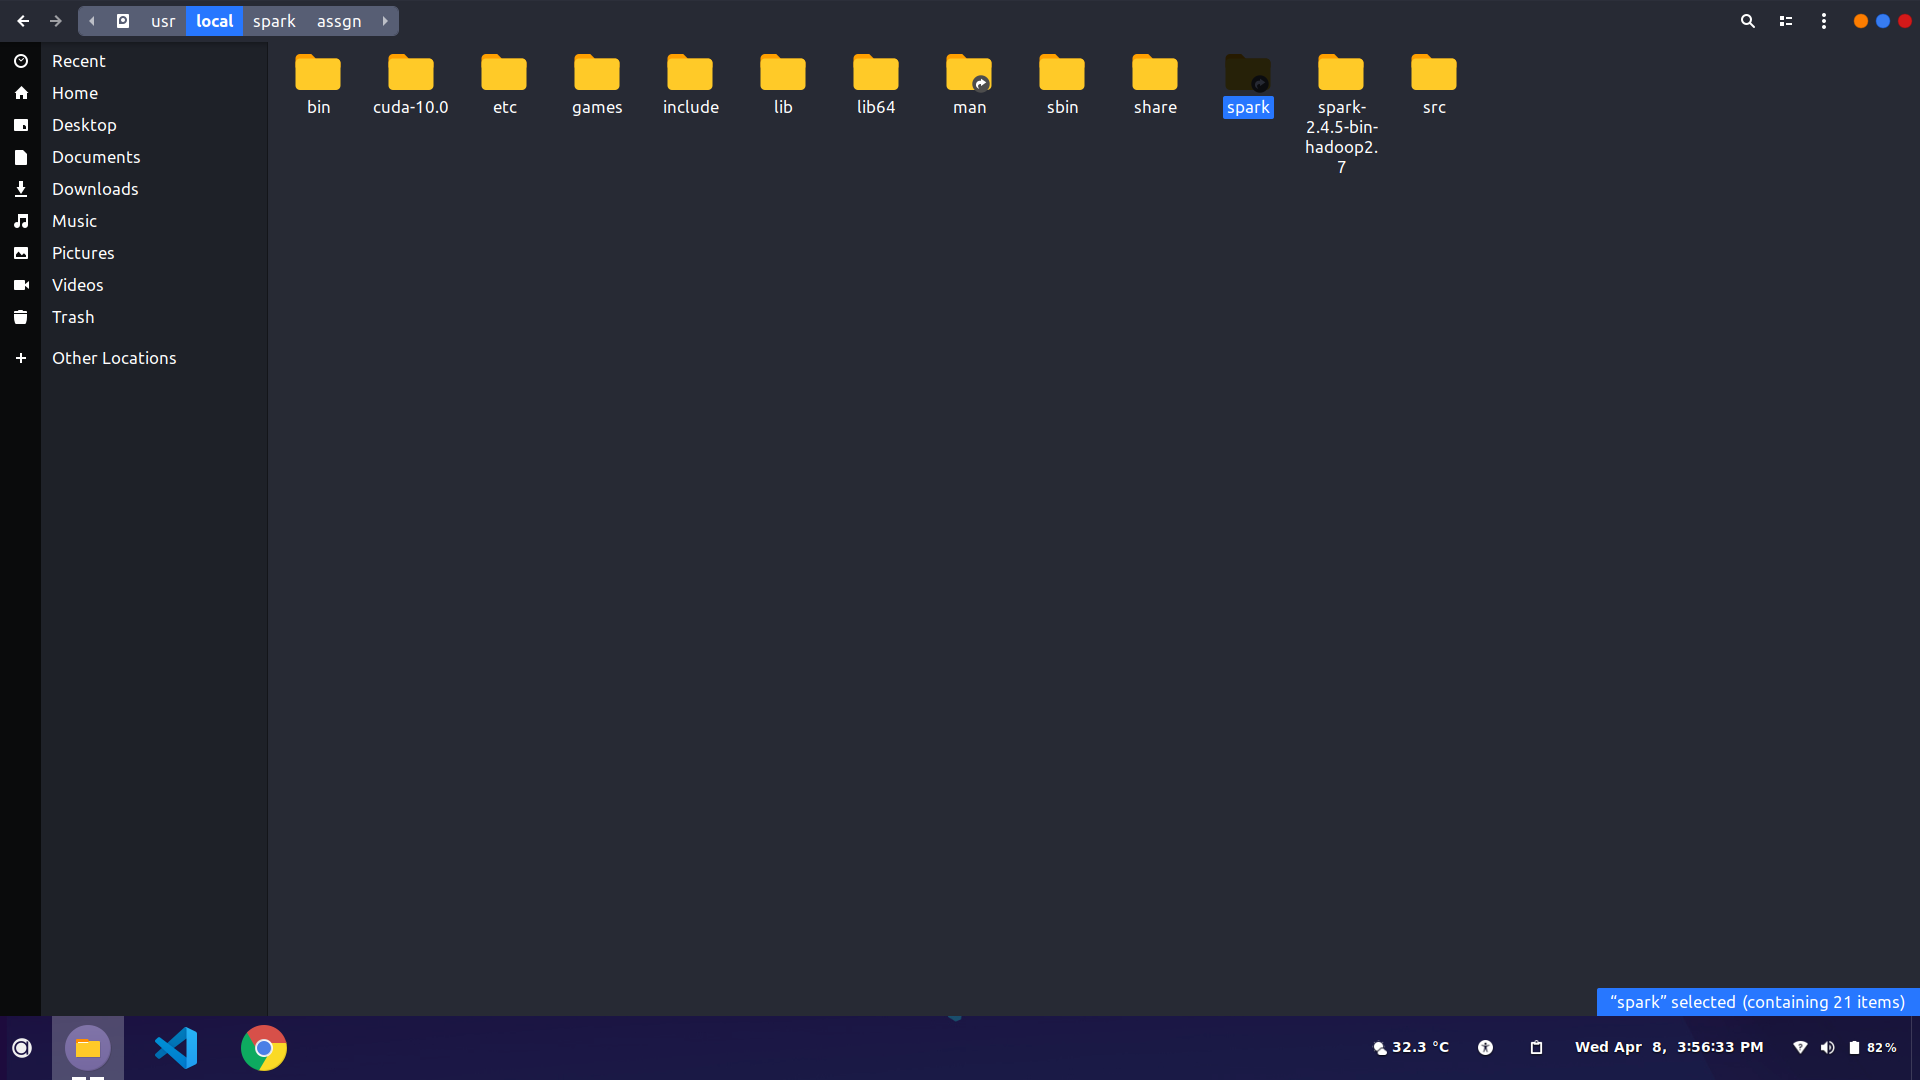 usr local spark assgn
Recent
Home
Desktop
Documents
Downloads
Music
Pictures
Videos
Trash
Other Locations
bin cuda-10.0 etc games include lib lib64 man sbin share spark spark- src
2.4.5-bin-
hadoop2.
7
“spark” selected (containing 21 items)
32.3 °C Wed Apr 8, 3:56:33 PM 82%